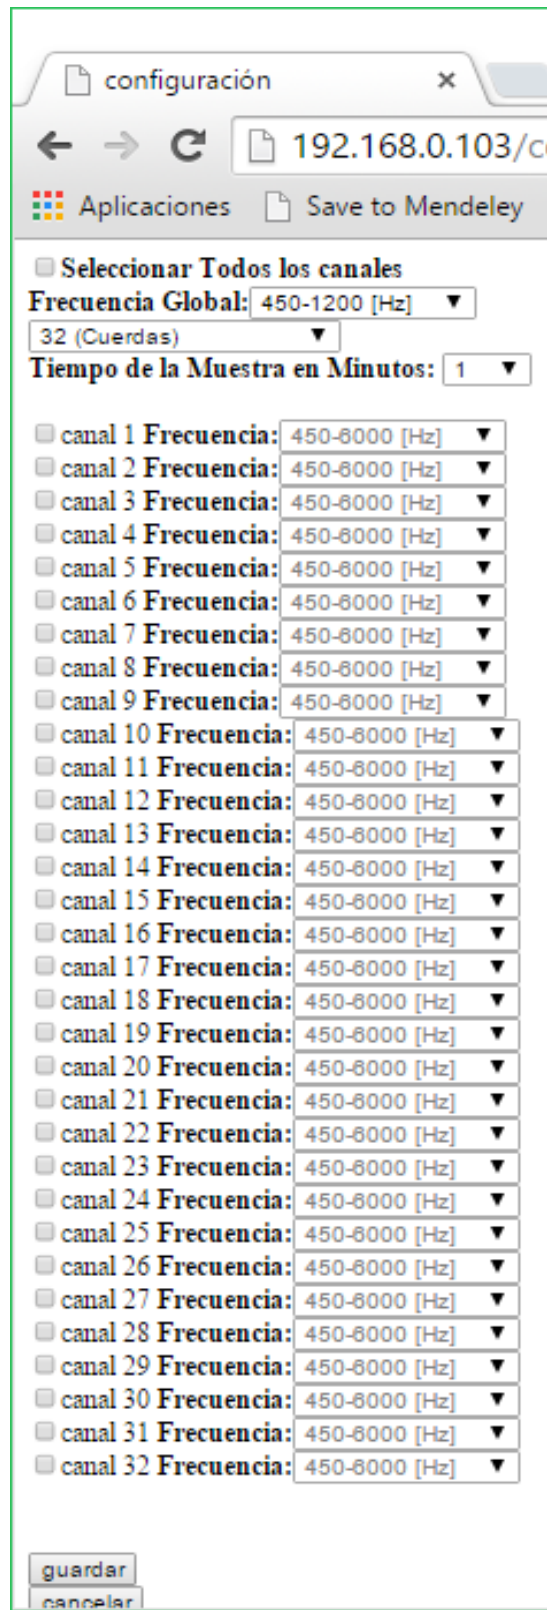 configuración
192.168.0.103/c
Aplicaciones Save to Mendeley
Seleccionar Todos los canales
Frecuencia Global: 450-1200 [Hz]
32 (Cuerdas)
Tiempo de la Muestra en Minutos: 1
canal 1 Frecuencia: 450-6000 [Hz]
canal 2 Frecuencia: 450-6000 [Hz]
canal 3 Frecuencia: 450-6000 [Hz]
canal 4 Frecuencia: 450-6000 [Hz]
canal 5 Frecuencia: 450-6000 [Hz]
canal 6 Frecuencia: 450-6000 [Hz]
canal 7 Frecuencia: 450-6000 [Hz]
canal 8 Frecuencia: 450-6000 [Hz]
canal 9 Frecuencia: 450-6000 [Hz]
canal 10 Frecuencia: 450-6000 [Hz]
canal 11 Frecuencia: 450-6000 [Hz]
canal 12 Frecuencia: 450-6000 [Hz]
canal 13 Frecuencia: 450-6000 [Hz]
canal 14 Frecuencia: 450-6000 [Hz]
canal 15 Frecuencia: 450-6000 [Hz]
canal 16 Frecuencia: 450-6000 [Hz]
canal 17 Frecuencia: 450-6000 [Hz]
canal 18 Frecuencia: 450-6000 [Hz]
canal 19 Frecuencia: 450-6000 [Hz]
canal 20 Frecuencia: 450-6000 [Hz]
canal 21 Frecuencia: 450-6000 [Hz]
canal 22 Frecuencia: 450-6000 [Hz]
canal 23 Frecuencia: 450-6000 [Hz]
canal 24 Frecuencia: 450-6000 [Hz]
canal 25 Frecuencia: 450-6000 [Hz]
canal 26 Frecuencia: 450-6000 [Hz]
canal 27 Frecuencia: 450-6000 [Hz]
canal 28 Frecuencia: 450-6000 [Hz]
canal 29 Frecuencia: 450-6000 [Hz]
canal 30 Frecuencia: 450-6000 [Hz]
canal 31 Frecuencia: 450-6000 [Hz]
canal 32 Frecuencia: 450-6000 [Hz]
guardar
cancelar